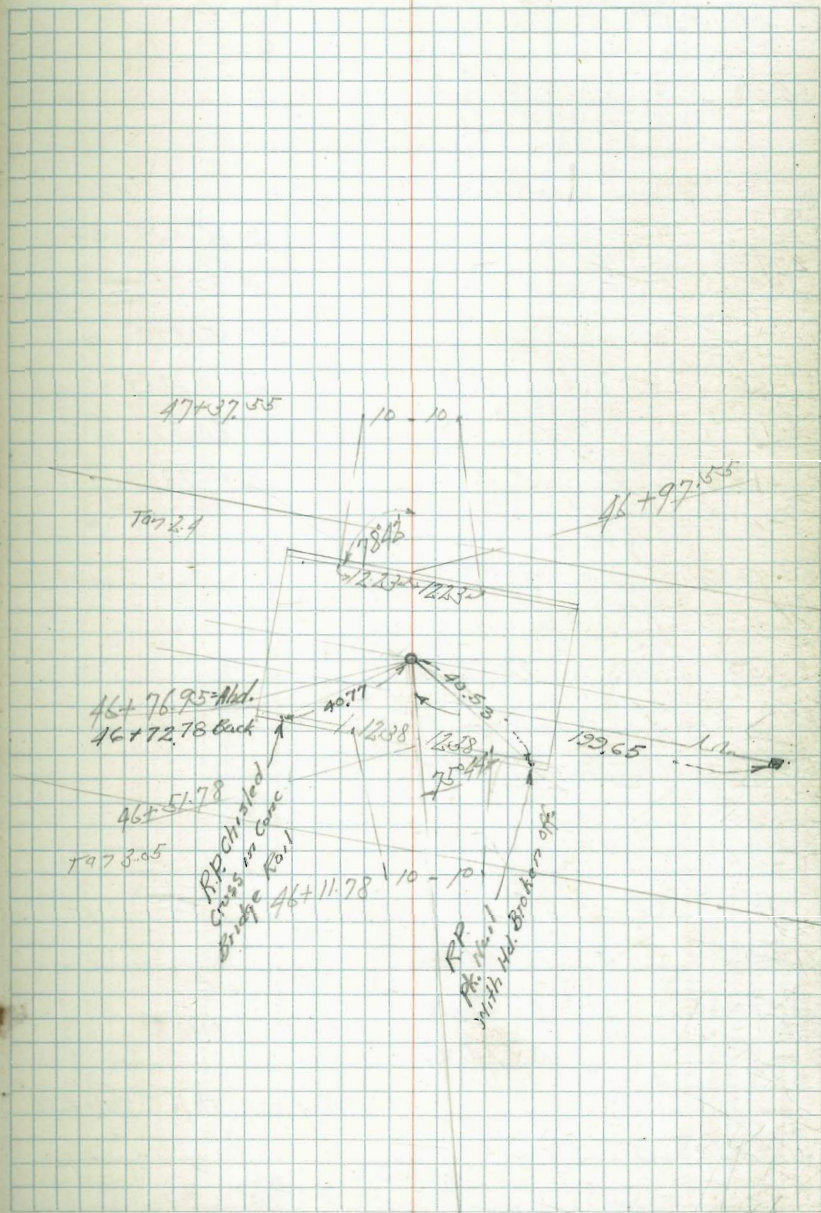 47+37.55
10 - 10
46+97.55
Tan 2.4
78°43'
12.23 12.23
40.77
40.53
46+76.95 = Ahd.
46+72.78 Back
12.38
12.38
199.65
75°44'
46+51.78
Tan 3.05
R.P. Chisled
Cross in Conc
Bridge Rail
46+11.78
10 - 10
R.P.
Pk. Nail
With Hd. Broken off